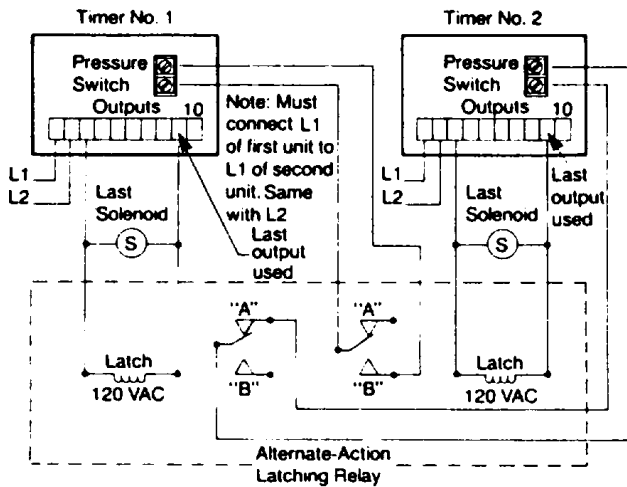 Timer No. 1
Pressure
Switch
Outputs 10
L1
L2
Last
Solenoid
S
Note: Must
connect L1
of first unit to
L1 of second
unit. Same
with L2
Last
output
used
Timer No. 2
Pressure
Switch
Outputs 10
L1
L2
Last
Solenoid
S
Last
output
used
"A"
"B"
"A"
"B"
Latch
120 VAC
Latch
120 VAC
Alternate-Action
Latching Relay